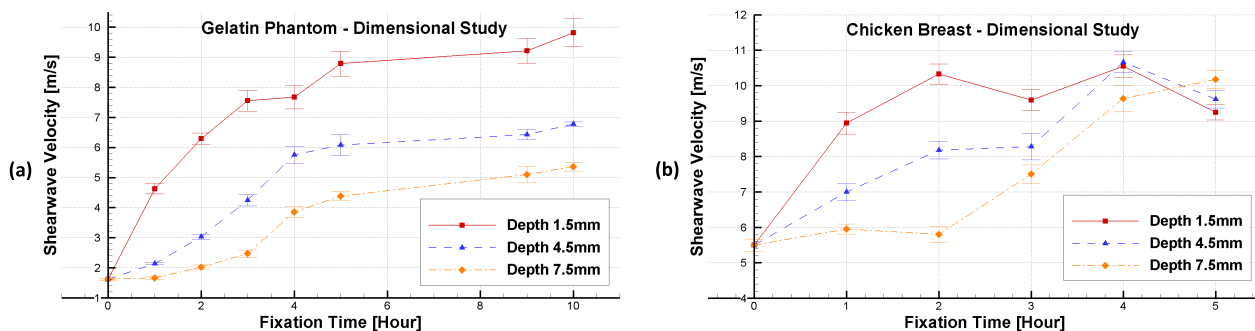 (a)
Gelatin Phantom - Dimensional Study
Shearwave Velocity [m/s]
10
9
8
7
6
5
4
3
2
1
0 2 4 6 8 10
Fixation Time [Hour]
Depth 1.5mm
Depth 4.5mm
Depth 7.5mm
(b)
Chicken Breast - Dimensional Study
Shearwave Velocity [m/s]
12
11
10
9
8
7
6
5
4
0 1 2 3 4 5
Fixation Time [Hour]
Depth 1.5mm
Depth 4.5mm
Depth 7.5mm